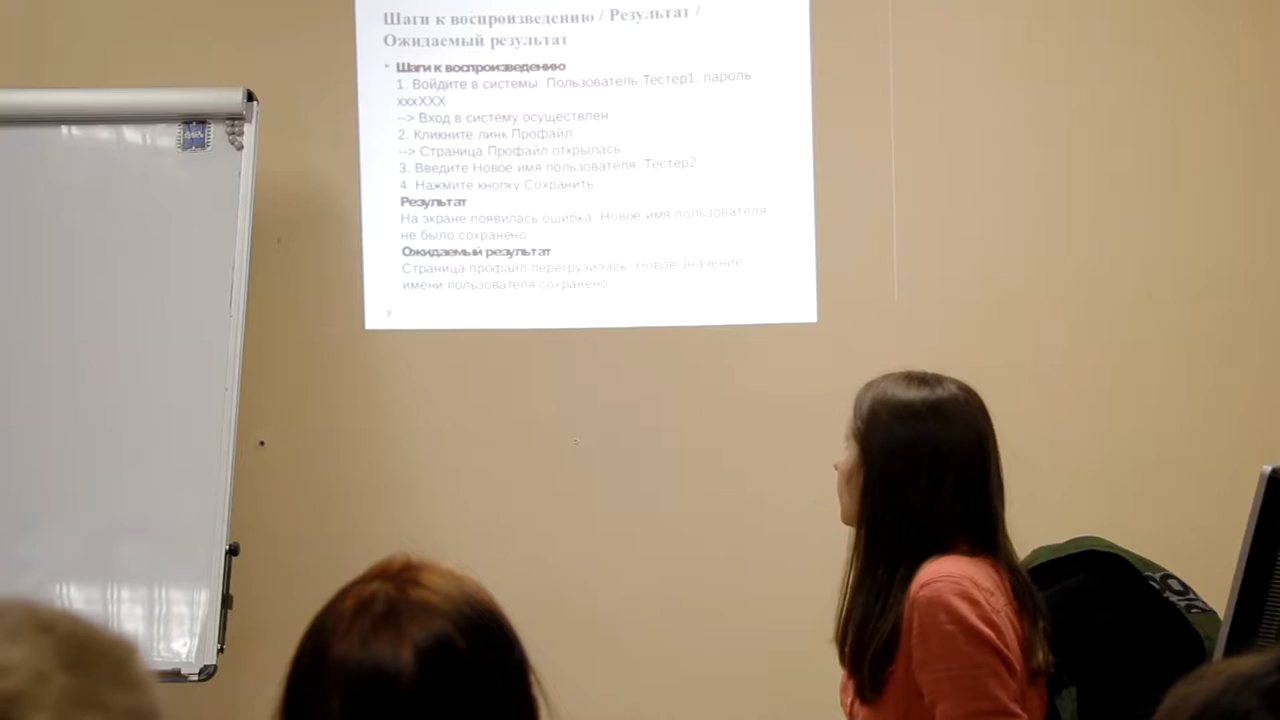 Шаги к воспроизведению / Результат /
Ожидаемый результат
Шаги к воспроизведению
1. Войдите в системы: Пользователь Тестер1, пароль
xxxXXX
--> Вход в систему осуществлен
2. Кликните линк Профайл
--> Страница Профайл открылась
3. Введите Новое имя пользователя: Тестер2
4. Нажмите кнопку Сохранить
Результат
На экране появилась ошибка: Новое имя пользователя
не было сохранено
Ожидаемый результат
Страница профайл перегрузилась. Новое значение
имени пользователя сохранено